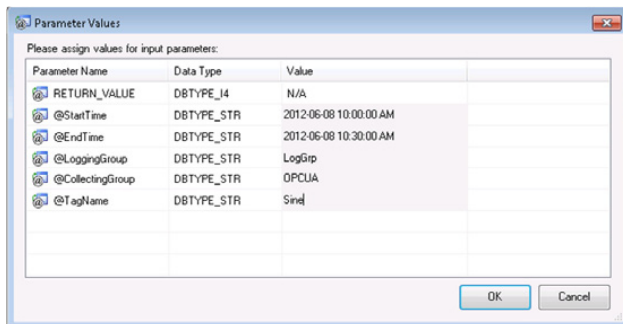 Parameter Values
Please assign values for input parameters:
Parameter Name Data Type Value
RETURN_VALUE DBTYPE_I4 N/A
@StartTime DBTYPE_STR 2012-06-08 10:00:00 AM
@EndTime DBTYPE_STR 2012-06-08 10:30:00 AM
@LoggingGroup DBTYPE_STR LogGrp
@CollectingGroup DBTYPE_STR OPCUA
@TagName DBTYPE_STR Sine
OK Cancel